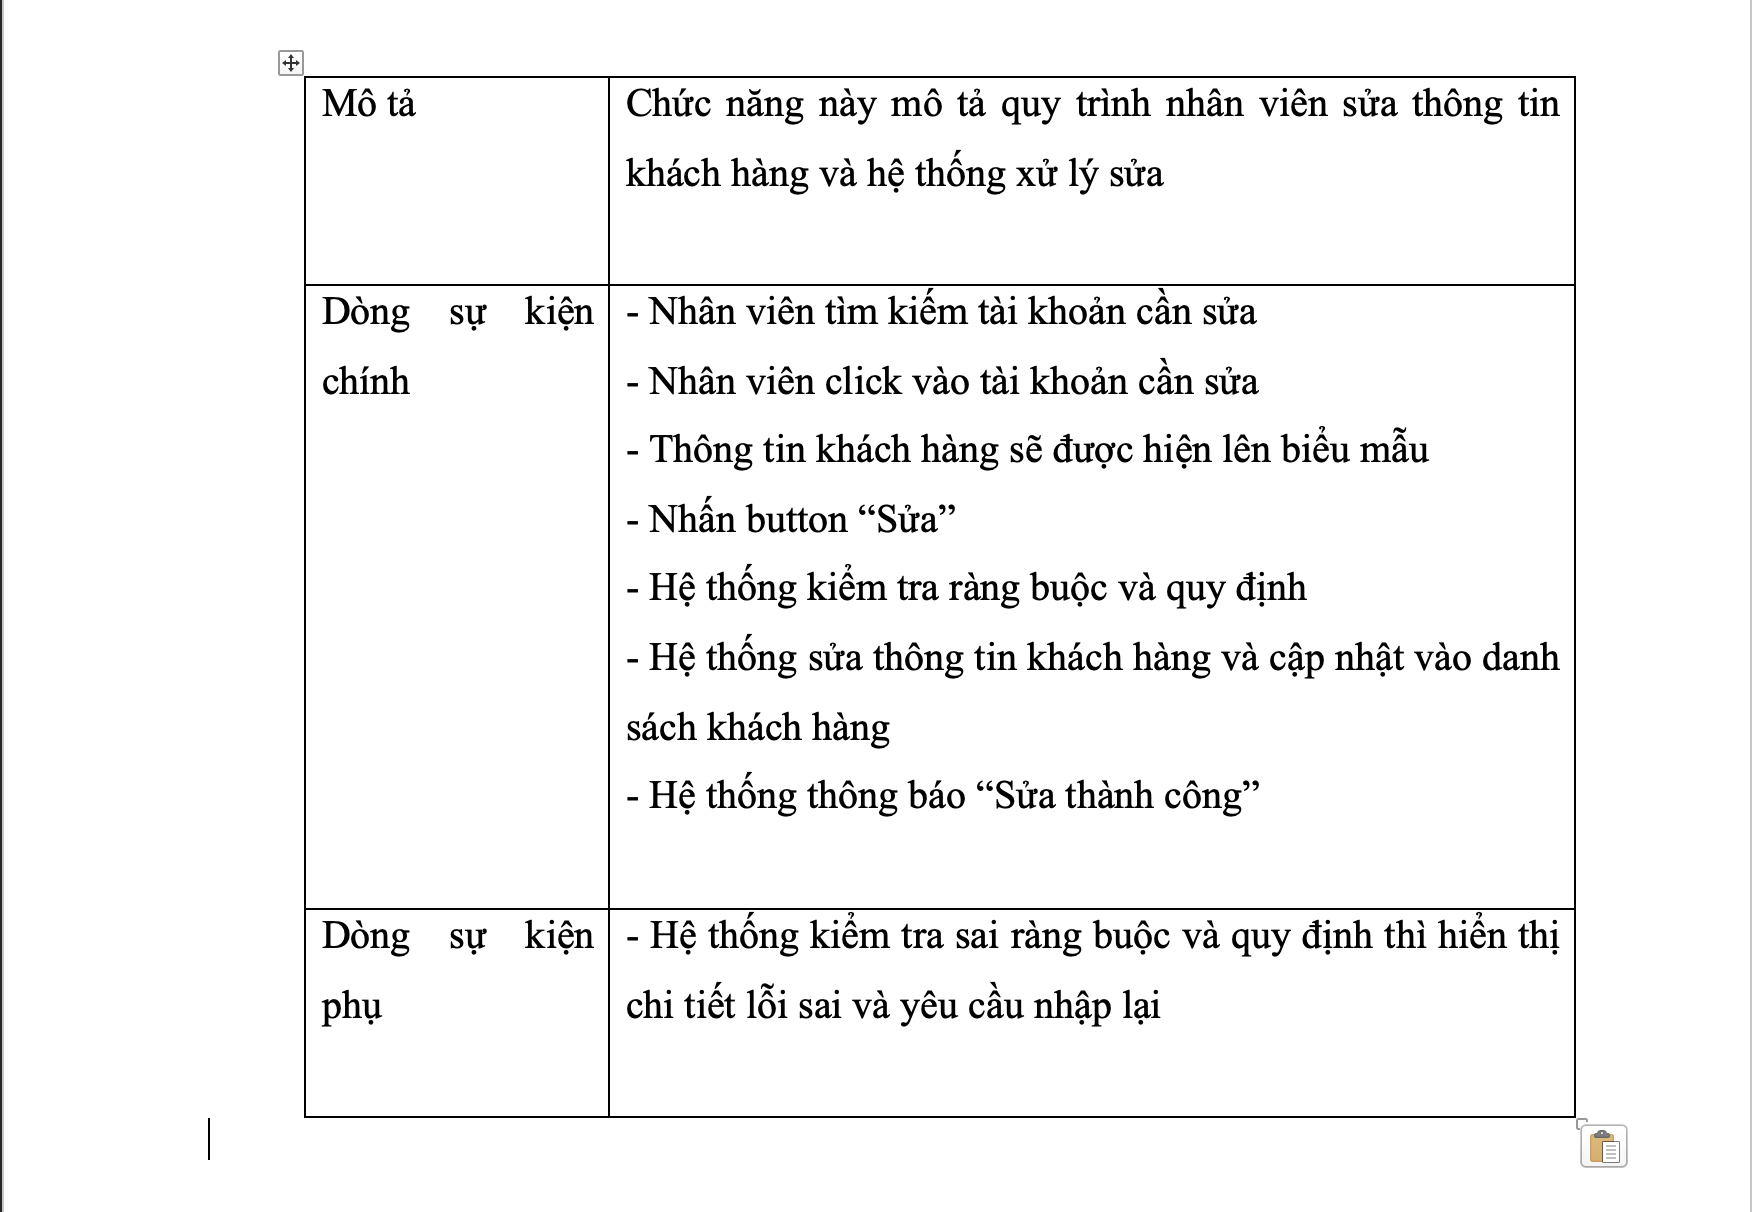 Mô tả
Chức năng này mô tả quy trình nhân viên sửa thông tin
khách hàng và hệ thống xử lý sửa
Dòng sự kiện
chính
- Nhân viên tìm kiếm tài khoản cần sửa
- Nhân viên click vào tài khoản cần sửa
- Thông tin khách hàng sẽ được hiện lên biểu mẫu
- Nhấn button “Sửa”
- Hệ thống kiểm tra ràng buộc và quy định
- Hệ thống sửa thông tin khách hàng và cập nhật vào danh
sách khách hàng
- Hệ thống thông báo “Sửa thành công”
Dòng sự kiện
phụ
- Hệ thống kiểm tra sai ràng buộc và quy định thì hiển thị
chi tiết lỗi sai và yêu cầu nhập lại